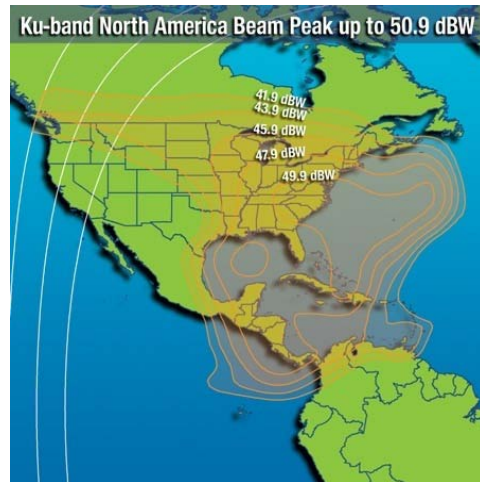 Ku-band North America Beam Peak up to 50.9 dBW
41.9 dBW
43.9 dBW
45.9 dBW
47.9 dBW
49.9 dBW